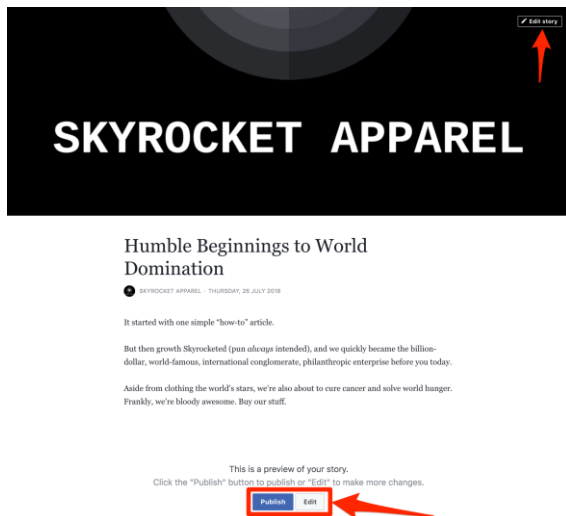 Edit story
SKYROCKET APPAREL
Humble Beginnings to World
Domination
SKYROCKET APPAREL · THURSDAY, 26 JULY 2018
It started with one simple “how-to” article.
But then growth Skyrocketed (pun always intended), and we quickly became the billion-
dollar, world-famous, international conglomerate, philanthropic enterprise before you today.
Aside from clothing the world's stars, we're also about to cure cancer and solve world hunger.
Frankly, we're bloody awesome. Buy our stuff.
This is a preview of your story.
Click the "Publish" button to publish or "Edit" to make more changes.
Publish Edit